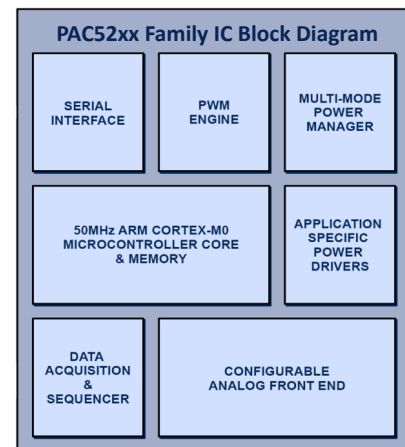 PAC52xx Family IC Block Diagram
SERIAL
INTERFACE
PWM
ENGINE
MULTI-MODE
POWER
MANAGER
50MHz ARM CORTEX-M0
MICROCONTROLLER CORE
& MEMORY
APPLICATION
SPECIFIC
POWER
DRIVERS
DATA
ACQUISITION
&
SEQUENCER
CONFIGURABLE
ANALOG FRONT END